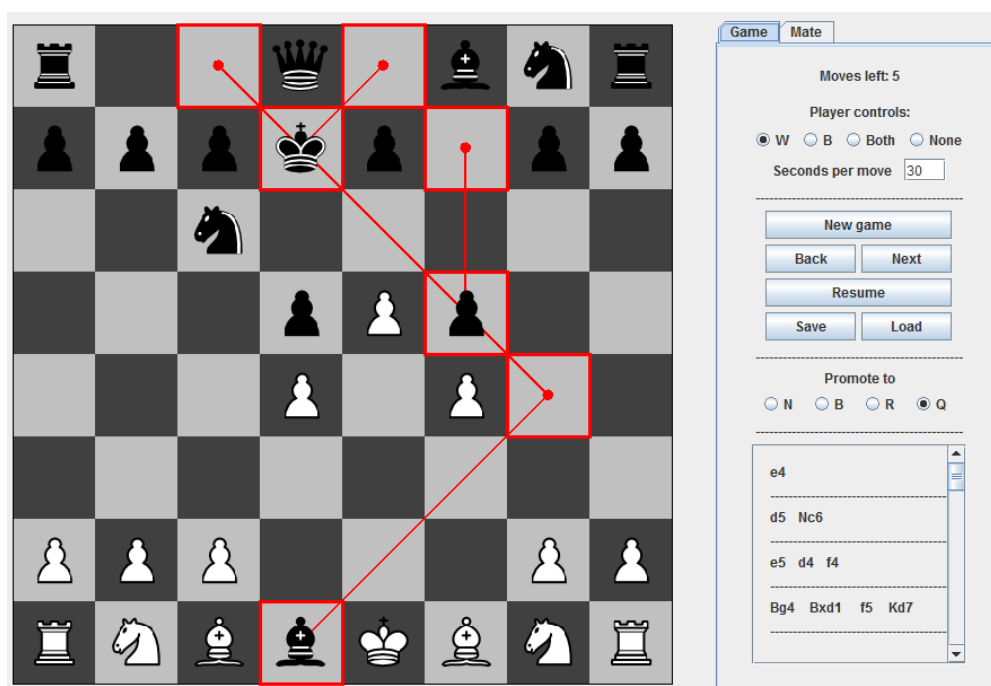 Game Mate
Moves left: 5
Player controls:
W B Both None
Seconds per move 30
New game
Back Next
Resume
Save Load
Promote to
N B R Q
e4
d5 Nc6
e5 d4 f4
Bg4 Bxd1 f5 Kd7